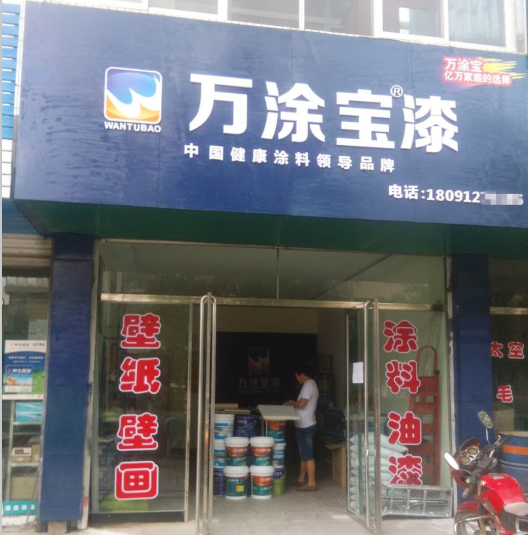 万涂宝
亿万家庭的选择
WANTUBAO
万涂宝®漆
中国健康涂料领导品牌
电话:180912
壁纸壁画
万涂宝漆
涂料油漆
太空
毛